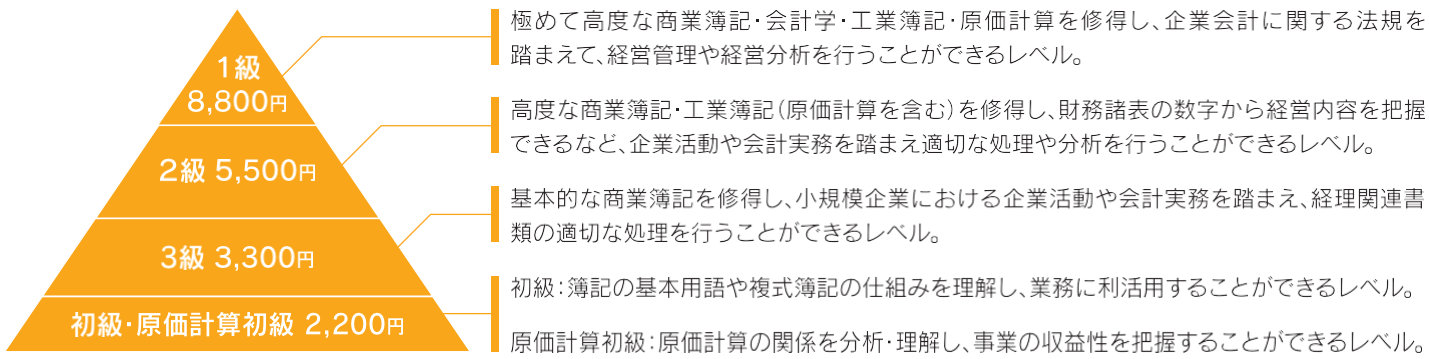 1級
8,800円
極めて高度な商業簿記・会計学・工業簿記・原価計算を修得し、企業会計に関する法規を
踏まえて、経営管理や経営分析を行うことができるレベル。
2級 5,500円
高度な商業簿記・工業簿記(原価計算を含む)を修得し、財務諸表の数字から経営内容を把握
できるなど、企業活動や会計実務を踏まえ適切な処理や分析を行うことができるレベル。
3級 3,300円
基本的な商業簿記を修得し、小規模企業における企業活動や会計実務を踏まえ、経理関連書
類の適切な処理を行うことができるレベル。
初級・原価計算初級 2,200円
初級:簿記の基本用語や複式簿記の仕組みを理解し、業務に利活用することができるレベル。
原価計算初級:原価計算の関係を分析・理解し、事業の収益性を把握することができるレベル。